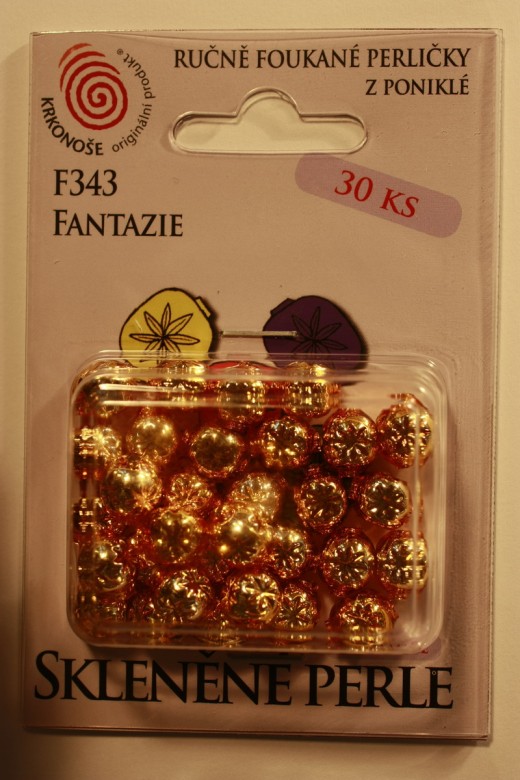 KRKONOŠE originální produkt®
RUČNĚ FOUKANÉ PERLIČKY
Z PONIKLÉ
F343
FANTAZIE
30 KS
SKLENĚNÉ PERLE